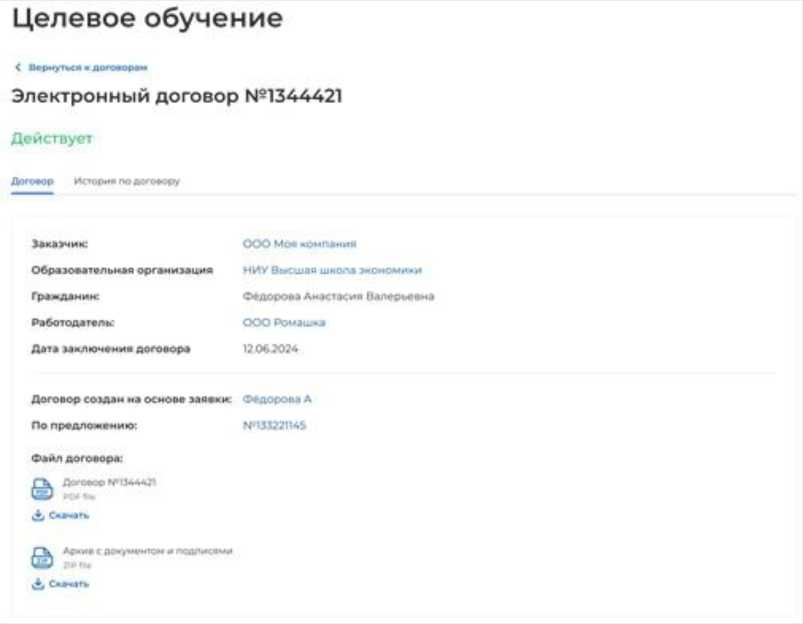 Целевое обучение
Вернуться к договорам
Электронный договор №1344421
Действует
Договор История по договору
Заказчик: ООО Моя компания
Образовательная организация НИУ Высшая школа экономики
Гражданин: Фёдорова Анастасия Валерьевна
Работодатель: ООО Ромашка
Дата заключения договора 12.06.2024
Договор создан на основе заявки: Фёдорова А
По предложению: №133221145
Файл договора:
Договор №1344421
PDF PDF file
Скачать
Архив с документом и подписями
ZIP ZIP file
Скачать